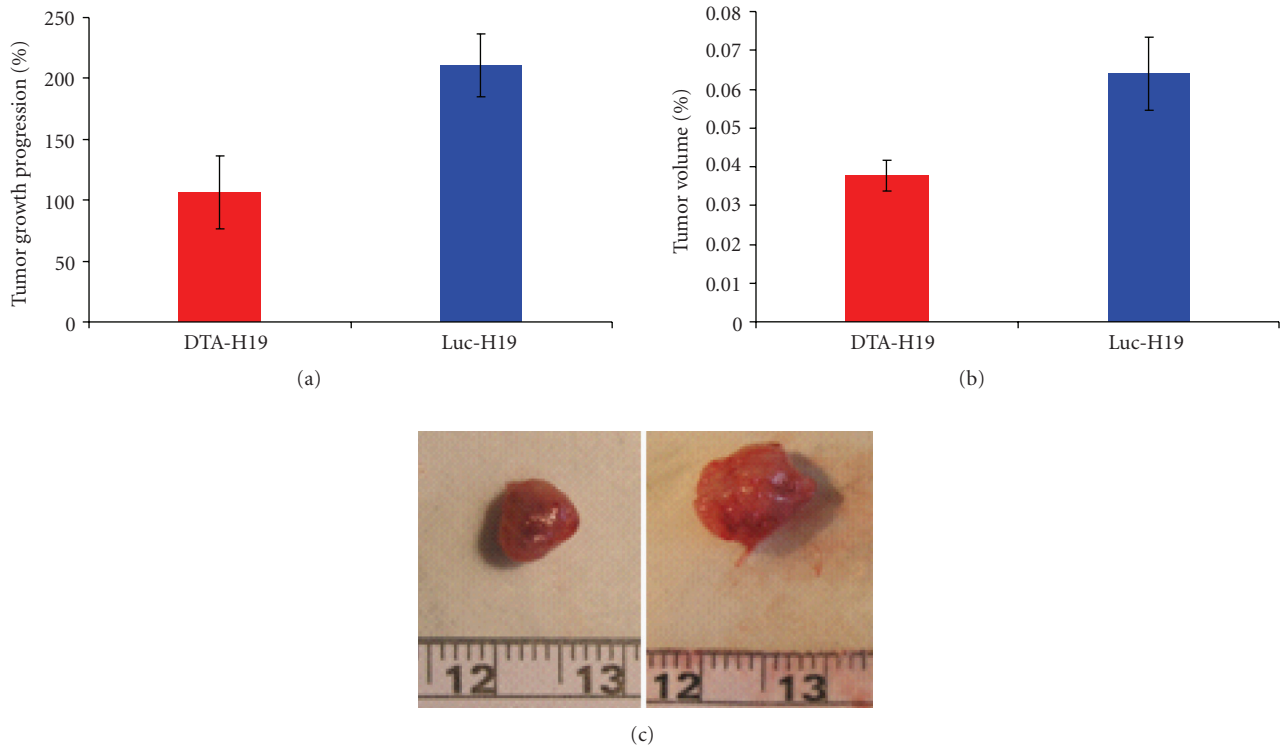 250
200
150
100
50
0
Tumor growth progression (%)
DTA-H19
Luc-H19
(a)
0.08
0.07
0.06
0.05
0.04
0.03
0.02
0.01
0
Tumor volume (%)
DTA-H19
Luc-H19
(b)
12 13
12 13
(c)